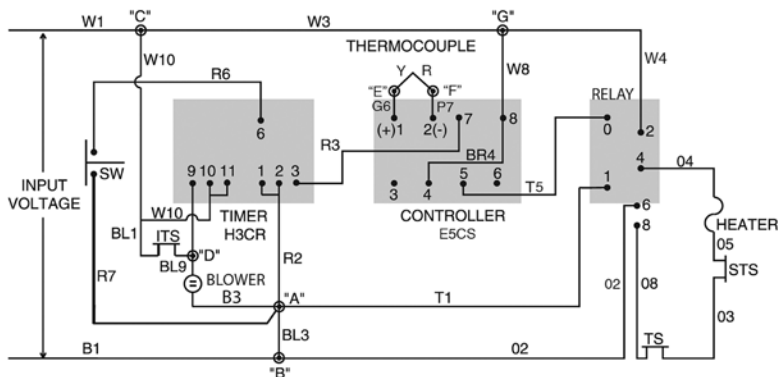 "C"
"G"
W1
W3
W10
THERMOCOUPLE
W4
Y
R
R6
"E"
"F"
W8
G6
P7
RELAY
6
(+)1
2(-)
7
8
0
2
R3
BR4
4
04
SW
9
10
11
1
2
3
3
4
5
6
T5
1
INPUT
VOLTAGE
W10
TIMER
H3CR
CONTROLLER
E5CS
6
8
HEATER
BL1
ITS
"D"
R2
05
BL9
BLOWER
STS
R7
B3
"A"
T1
02
08
03
BL3
TS
B1
02
"B"